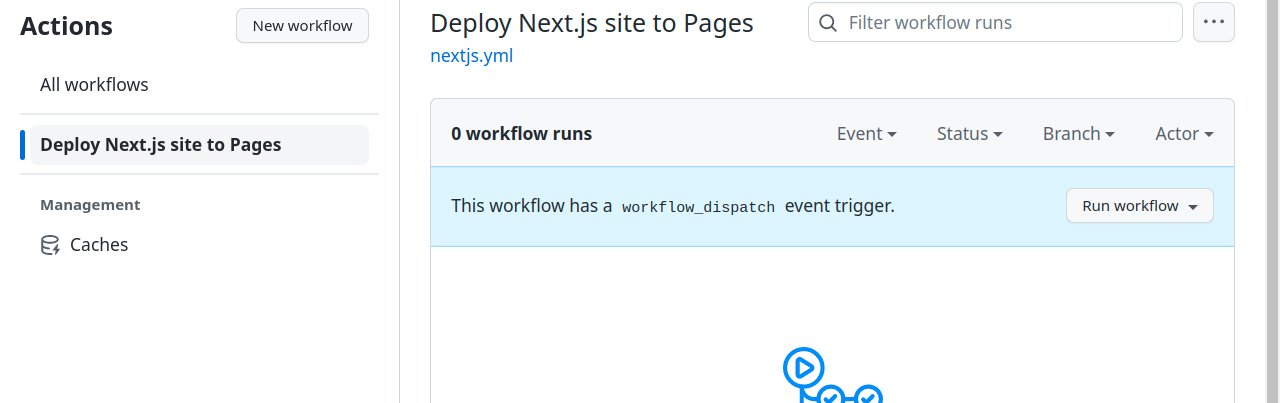 Actions
New workflow
All workflows
Deploy Next.js site to Pages
Management
Caches
Deploy Next.js site to Pages
Filter workflow runs
nextjs.yml
0 workflow runs
Event
Status
Branch
Actor
This workflow has a workflow_dispatch event trigger.
Run workflow